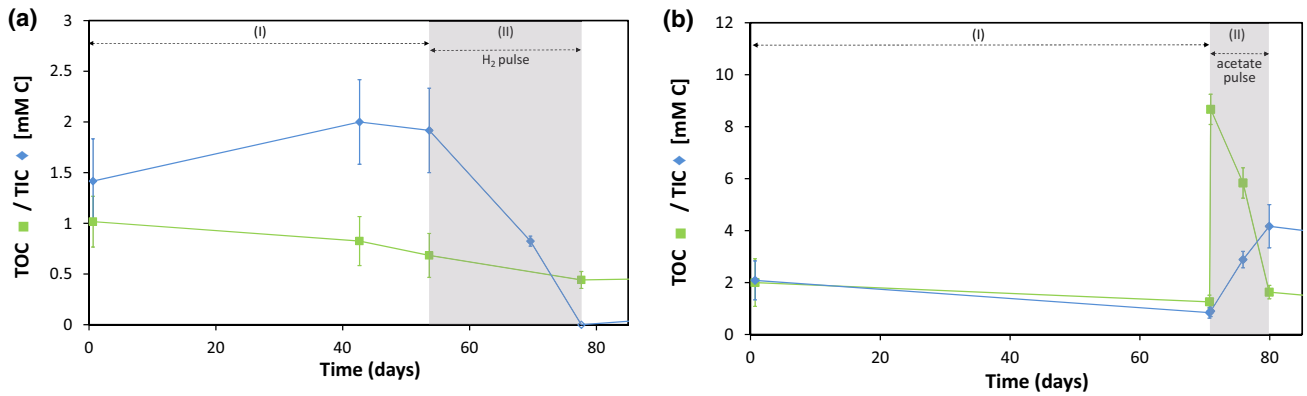 (a)
TOC ■ / TIC ◆ [mM C]
3
2.5
2
1.5
1
0.5
0
(I)
(II)
H₂ pulse
0
20
40
60
80
Time (days)
(b)
TOC ■ / TIC ◆ [mM C]
12
10
8
6
4
2
0
(I)
(II)
acetate
pulse
0
20
40
60
80
Time (days)